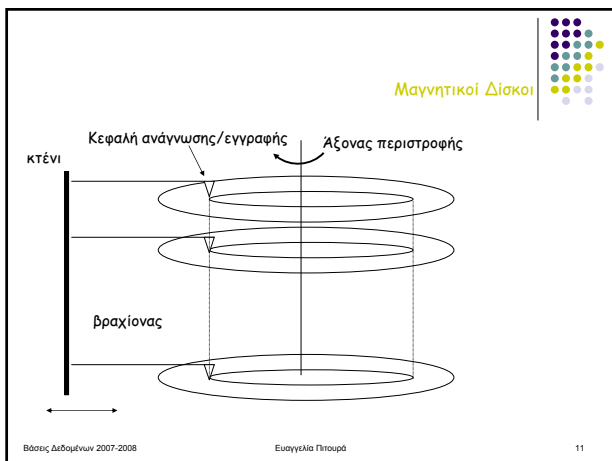 Μαγνητικοί Δίσκοι
Κεφαλή ανάγνωσης/εγγραφής
Άξονας περιστροφής
κτένι
βραχίονας
Βάσεις Δεδομένων 2007-2008
Ευαγγελία Πιτουρά
11